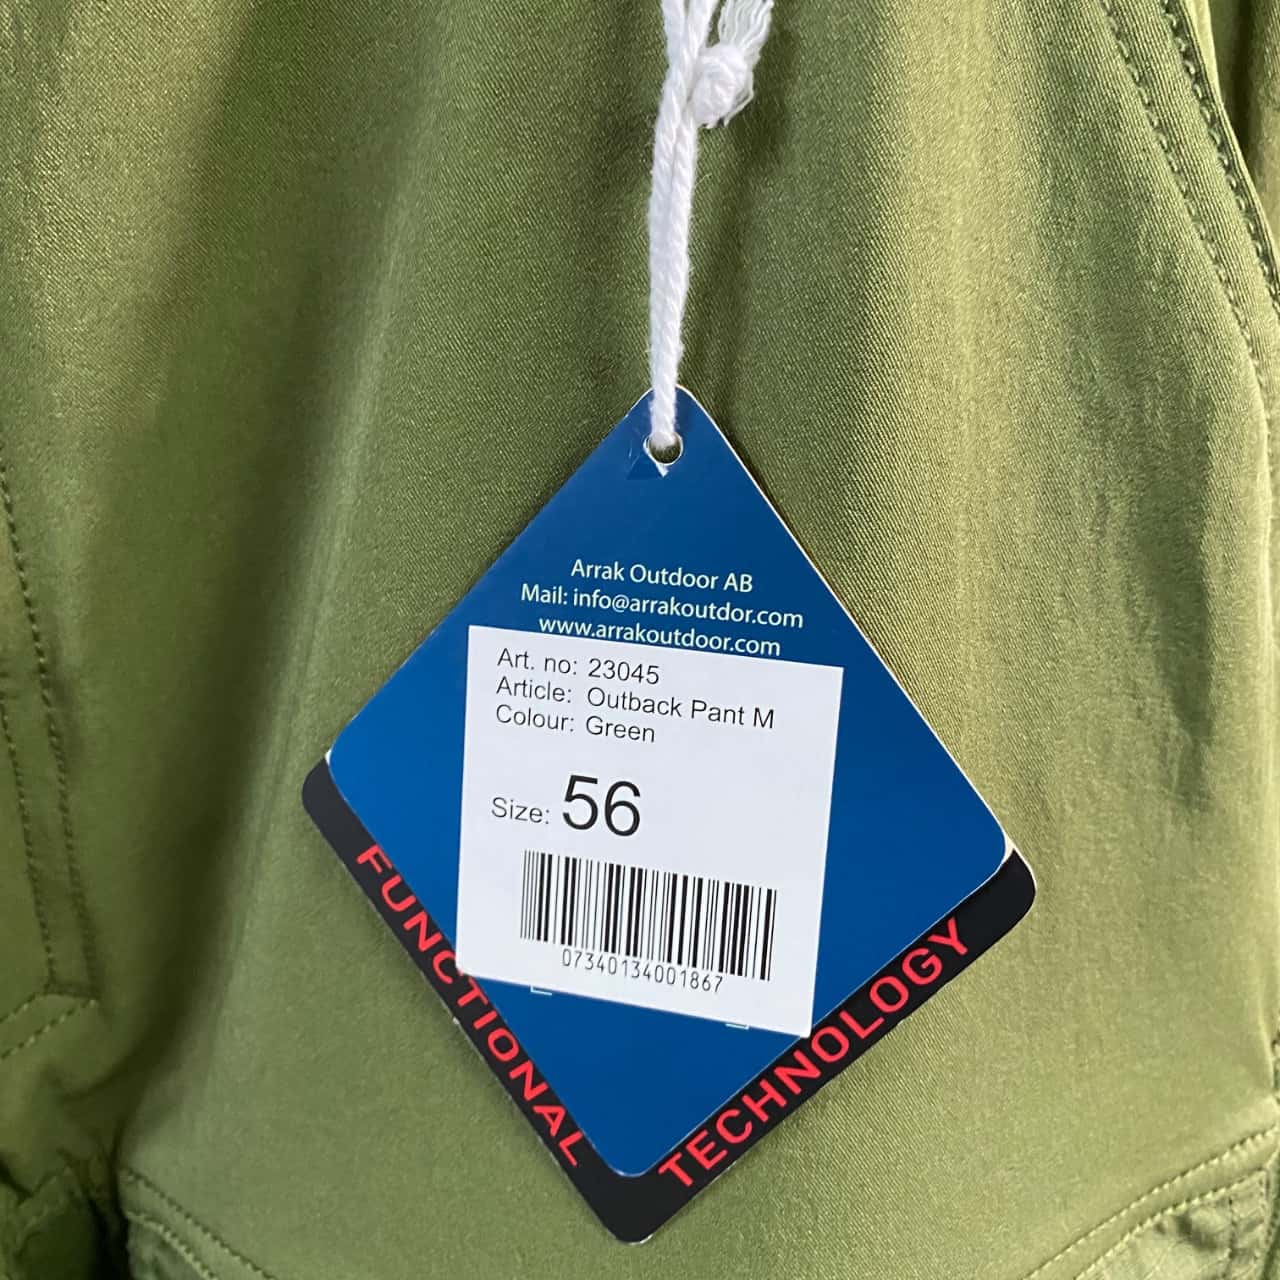 Arrak Outdoor AB
Mail: info@arrakoutdor.com
www.arrakoutdoor.com
Art. no: 23045
Article: Outback Pant M
Colour: Green
Size: 56
07340134001867
FUNCTIONAL
TECHNOLOGY